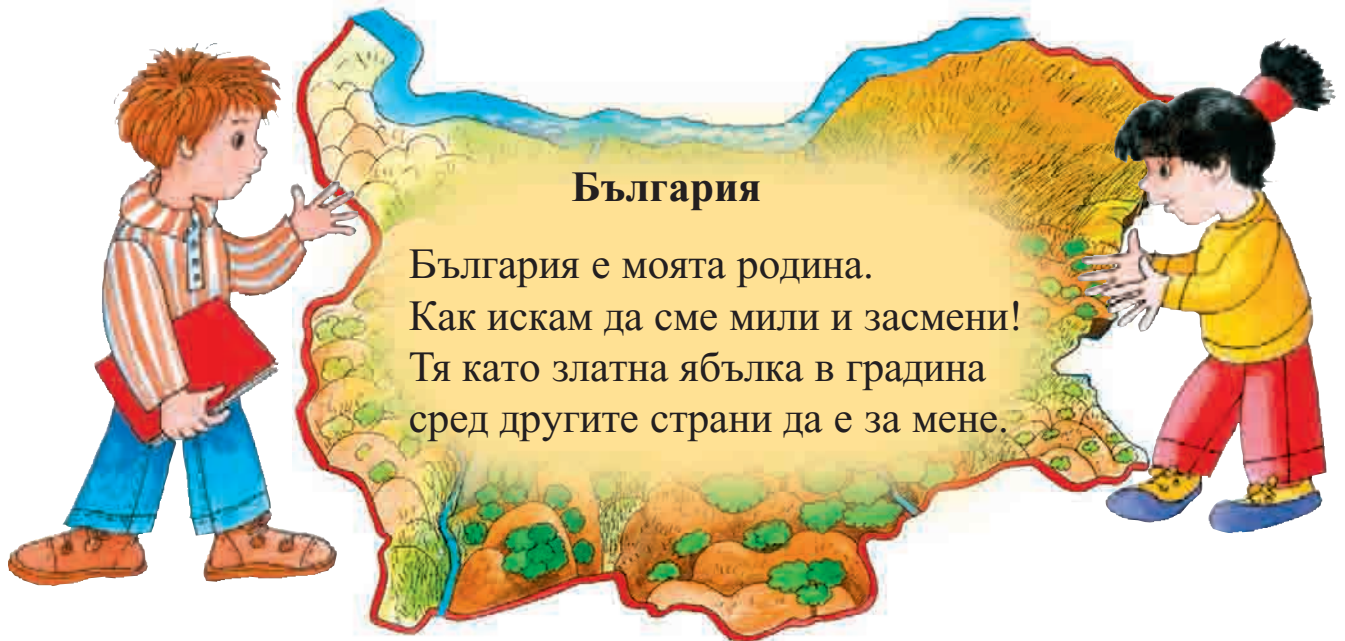 България
България е моята родина.
Как искам да сме мили и засмени!
Тя като златна ябълка в градина
сред другите страни да е за мене.